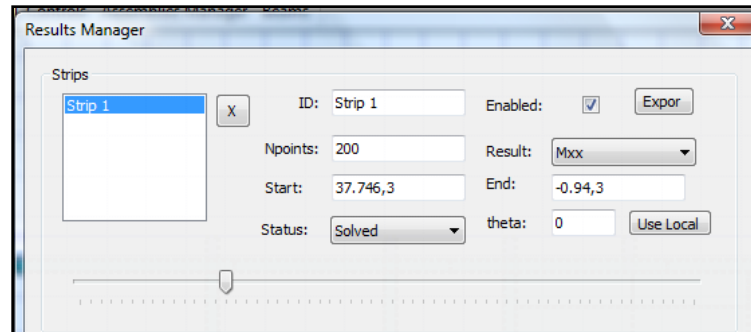 Results Manager
X
Strips
Strip 1
X
ID: Strip 1
Enabled:
Expor
Npoints: 200
Result: Mxx
Start: 37.746,3
End: -0.94,3
Status: Solved
theta: 0
Use Local